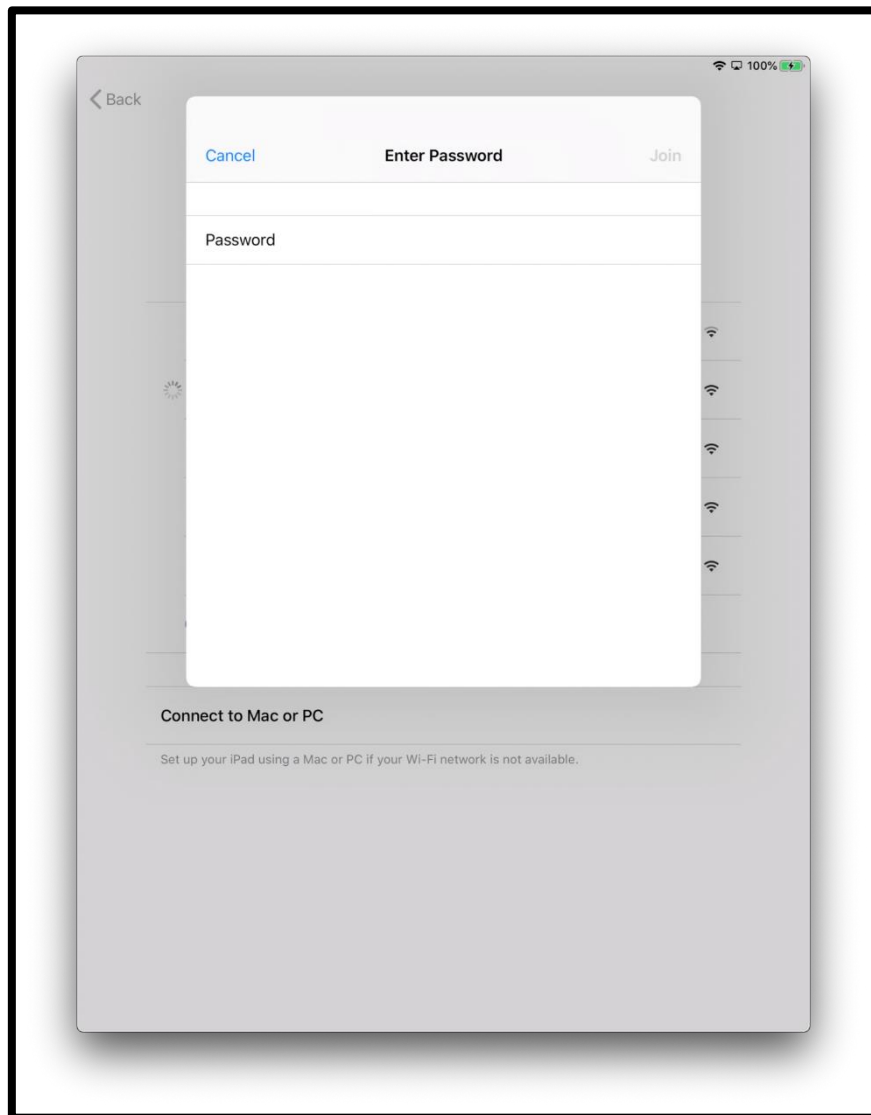 100%
Back
Cancel Enter Password Join
Password
Connect to Mac or PC
Set up your iPad using a Mac or PC if your Wi-Fi network is not available.